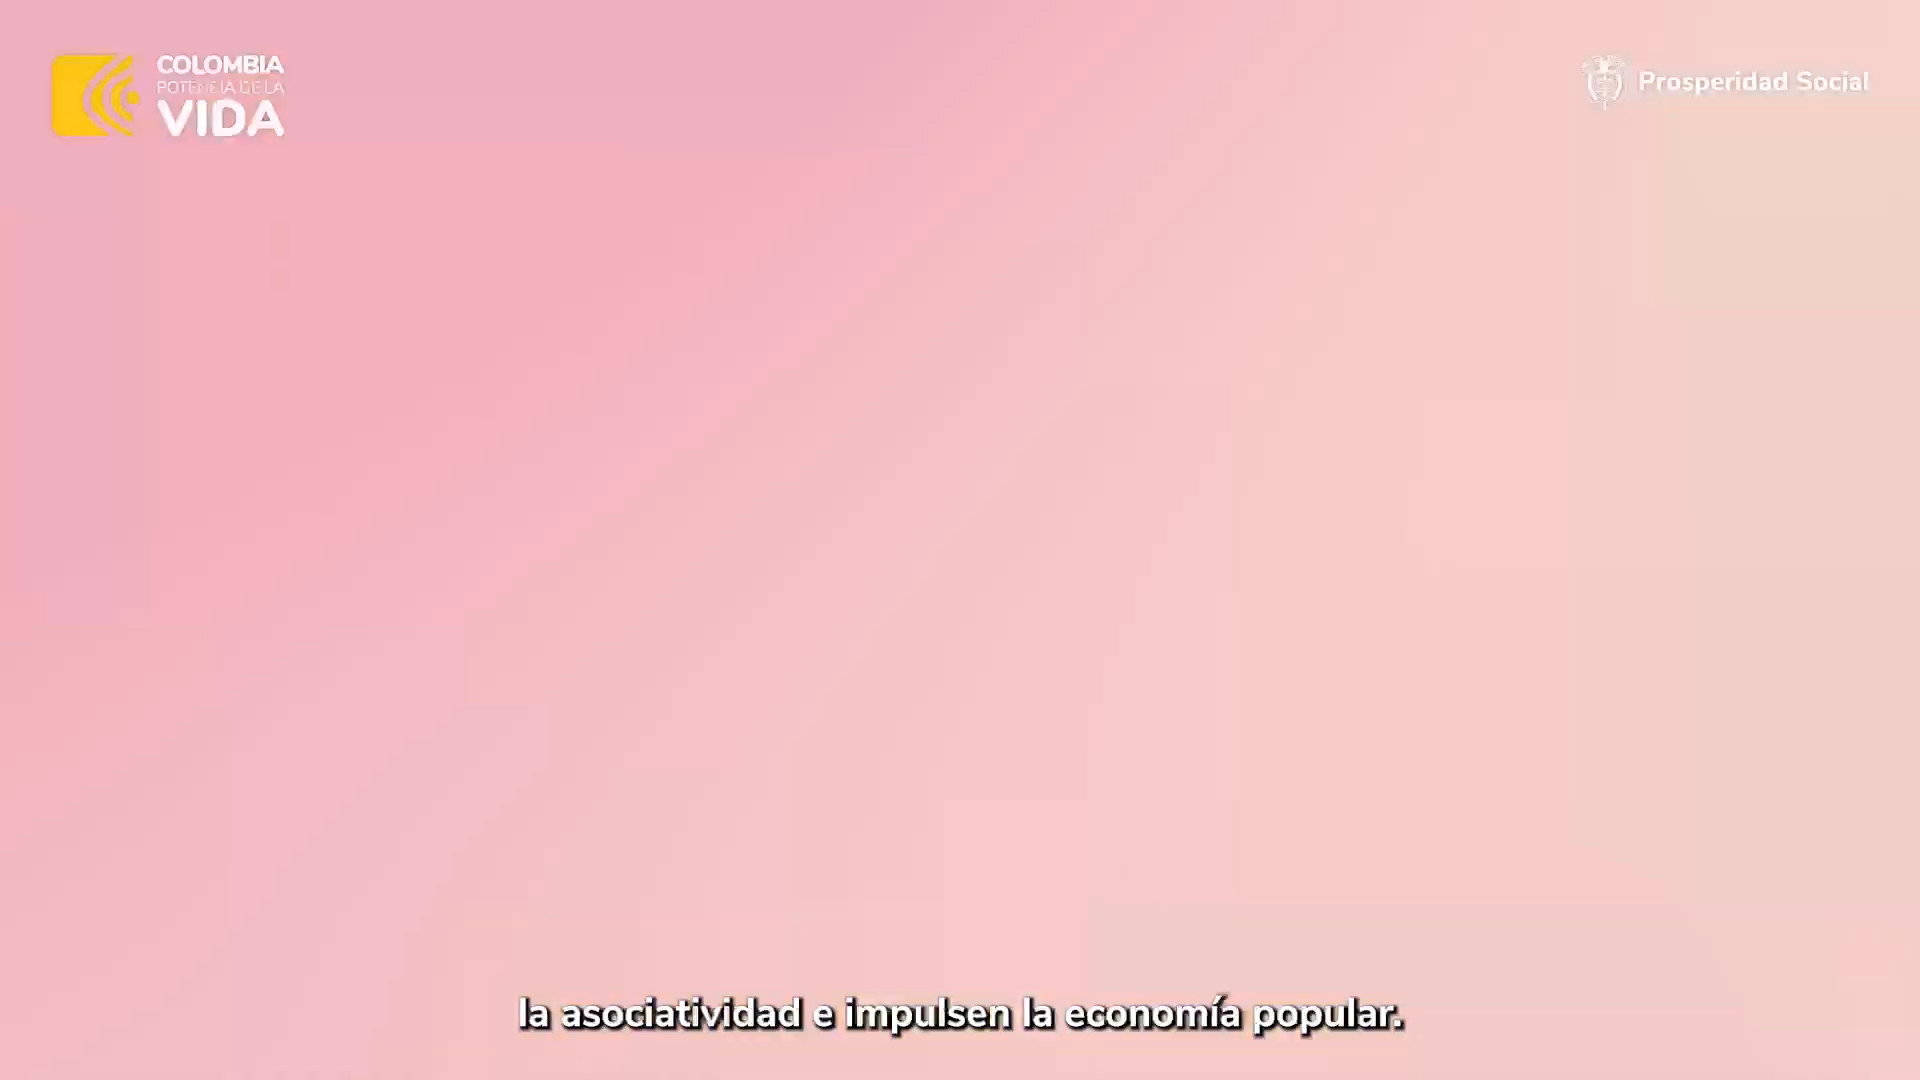 COLOMBIA
POTENCIA DE LA
VIDA
Prosperidad Social
la asociatividad e impulsen la economía popular.